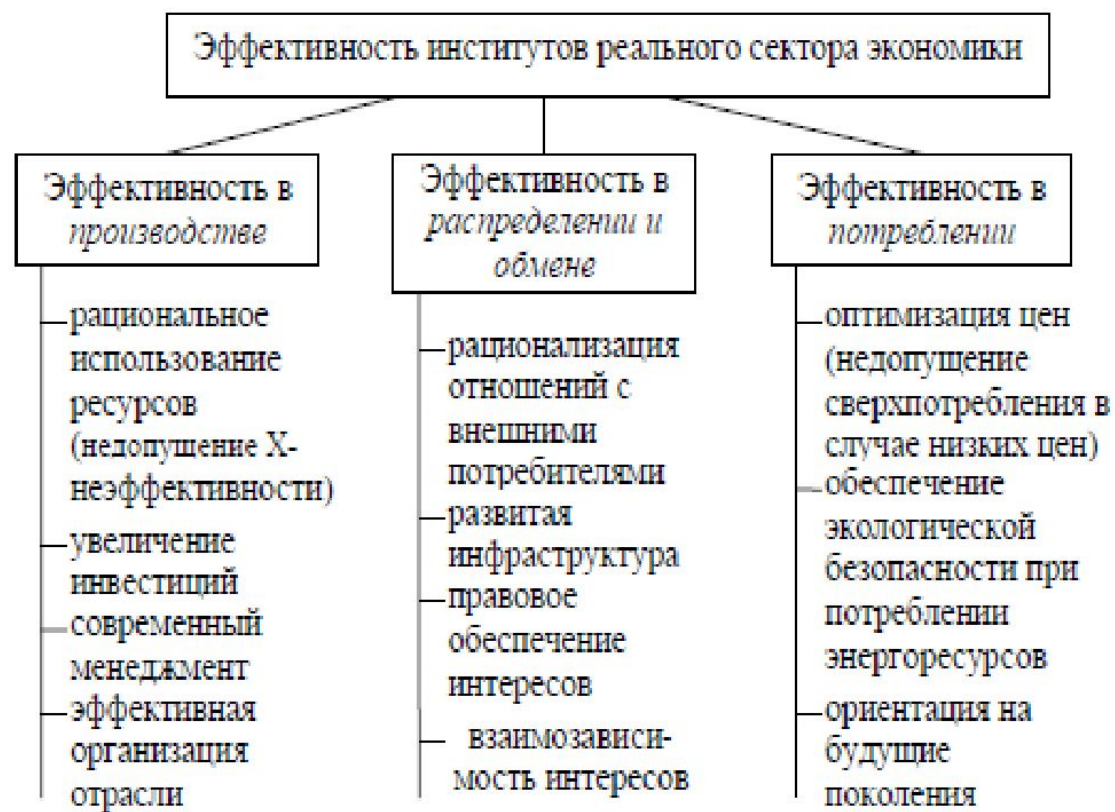 Эффективность институтов реального сектора экономики
Эффективность в
производстве
рациональное
использование
ресурсов
(недопущение Х-
неэффективности)
увеличение
инвестиций
современный
менеджмент
эффективная
организация
отрасли
Эффективность в
распределении и
обмене
рационализация
отношений с
внешними
потребителями
развитая
инфраструктура
правовое
обеспечение
интересов
взаимозависи-
мость интересов
Эффективность в
потреблении
оптимизация цен
(недопущение
сверхпотребления в
случае низких цен)
обеспечение
экологической
безопасности при
потреблении
энергоресурсов
ориентация на
будущие
поколения